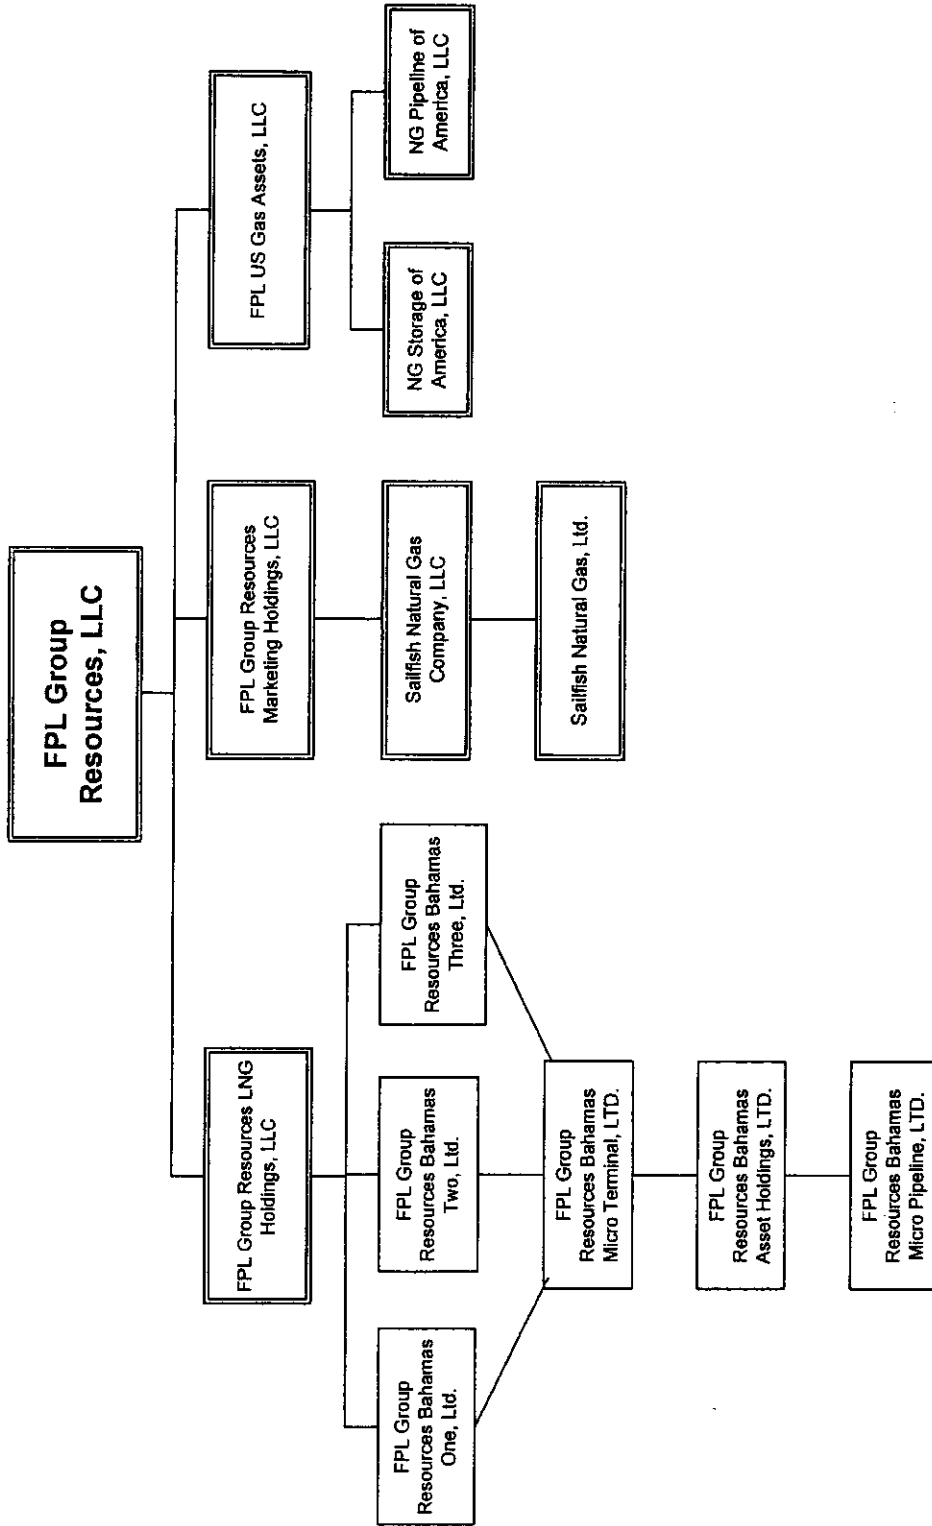 FPL Group
Resources, LLC
FPL Group Resources LNG
Holdings, LLC
FPL Group Resources
Marketing Holdings, LLC
FPL US Gas Assets, LLC
FPL Group
Resources Bahamas
One, Ltd.
FPL Group
Resources Bahamas
Two, Ltd.
FPL Group
Resources Bahamas
Three, Ltd.
Sailfish Natural Gas
Company, LLC
NG Storage of
America, LLC
NG Pipeline of
America, LLC
FPL Group
Resources Bahamas
Micro Terminal, LTD.
Sailfish Natural Gas, Ltd.
FPL Group
Resources Bahamas
Asset Holdings, LTD.
FPL Group
Resources Bahamas
Micro Pipeline, LTD.